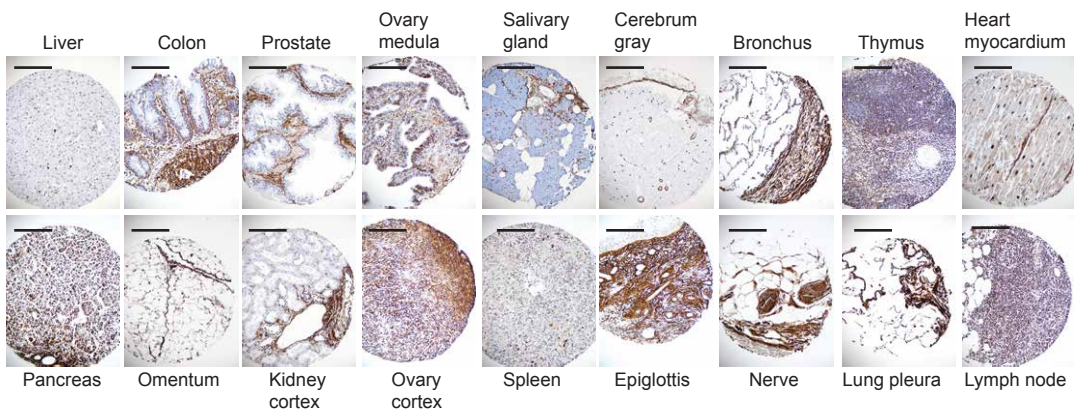 Liver
Colon
Prostate
Ovary
medula
Salivary
gland
Cerebrum
gray
Bronchus
Thymus
Heart
myocardium
Pancreas
Omentum
Kidney
cortex
Ovary
cortex
Spleen
Epiglottis
Nerve
Lung pleura
Lymph node